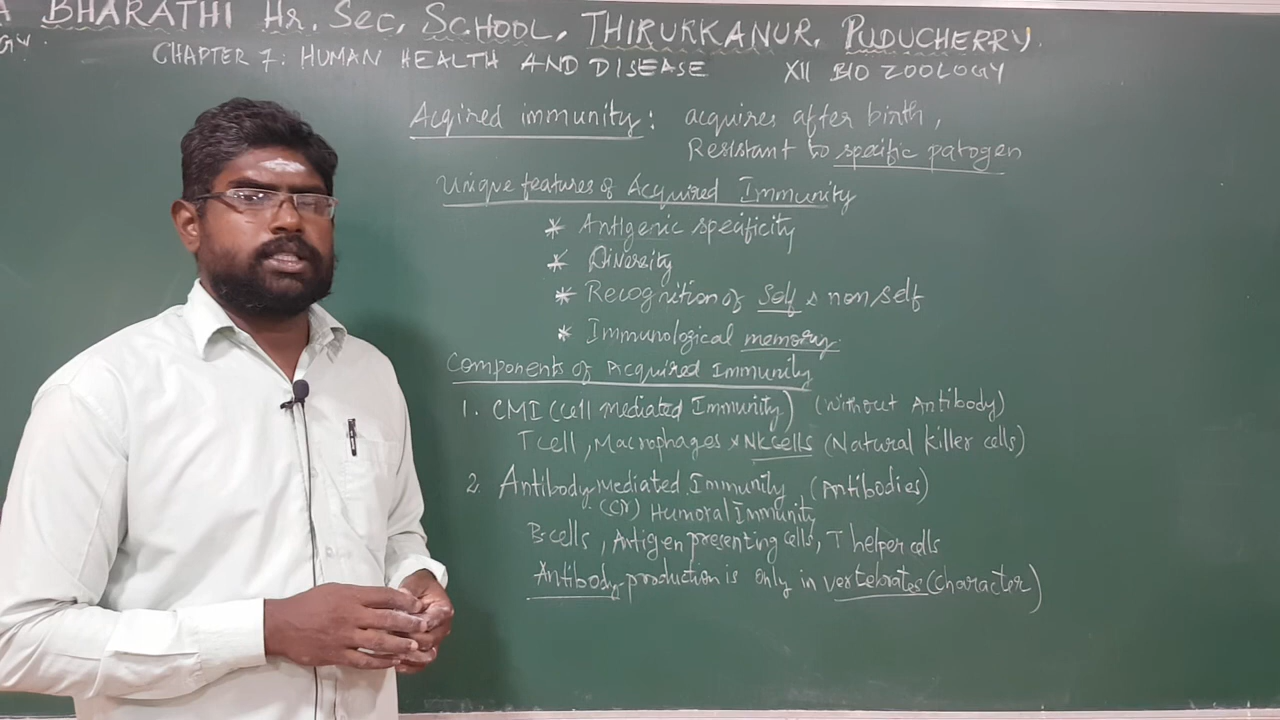 A BHARATHI Hr. Sec, SCHOOL, THIRUKKANUR, PUDUCHERRY.
CHAPTER 7: HUMAN HEALTH AND DISEASE XII BIO ZOOLOGY
Acqired immunity: acquires after birth,
Resistant to specific patogen
Unique features of Acquired Immunity
* Antigenic specificity
* Diversity
* Recognition of Self & non self
* Immunological memory.
Components of Acquired Immunity
1. CMI (Cell mediated Immunity) (Without Antibody)
T cell, Macrophages & NK cells (Natural killer cells)
2. Antibody Mediated Immunity (Antibodies)
(or) Humoral Immunity
B-cells, Antigen presenting cells, T helper cells
Antibody production is only in vertebrates (character)